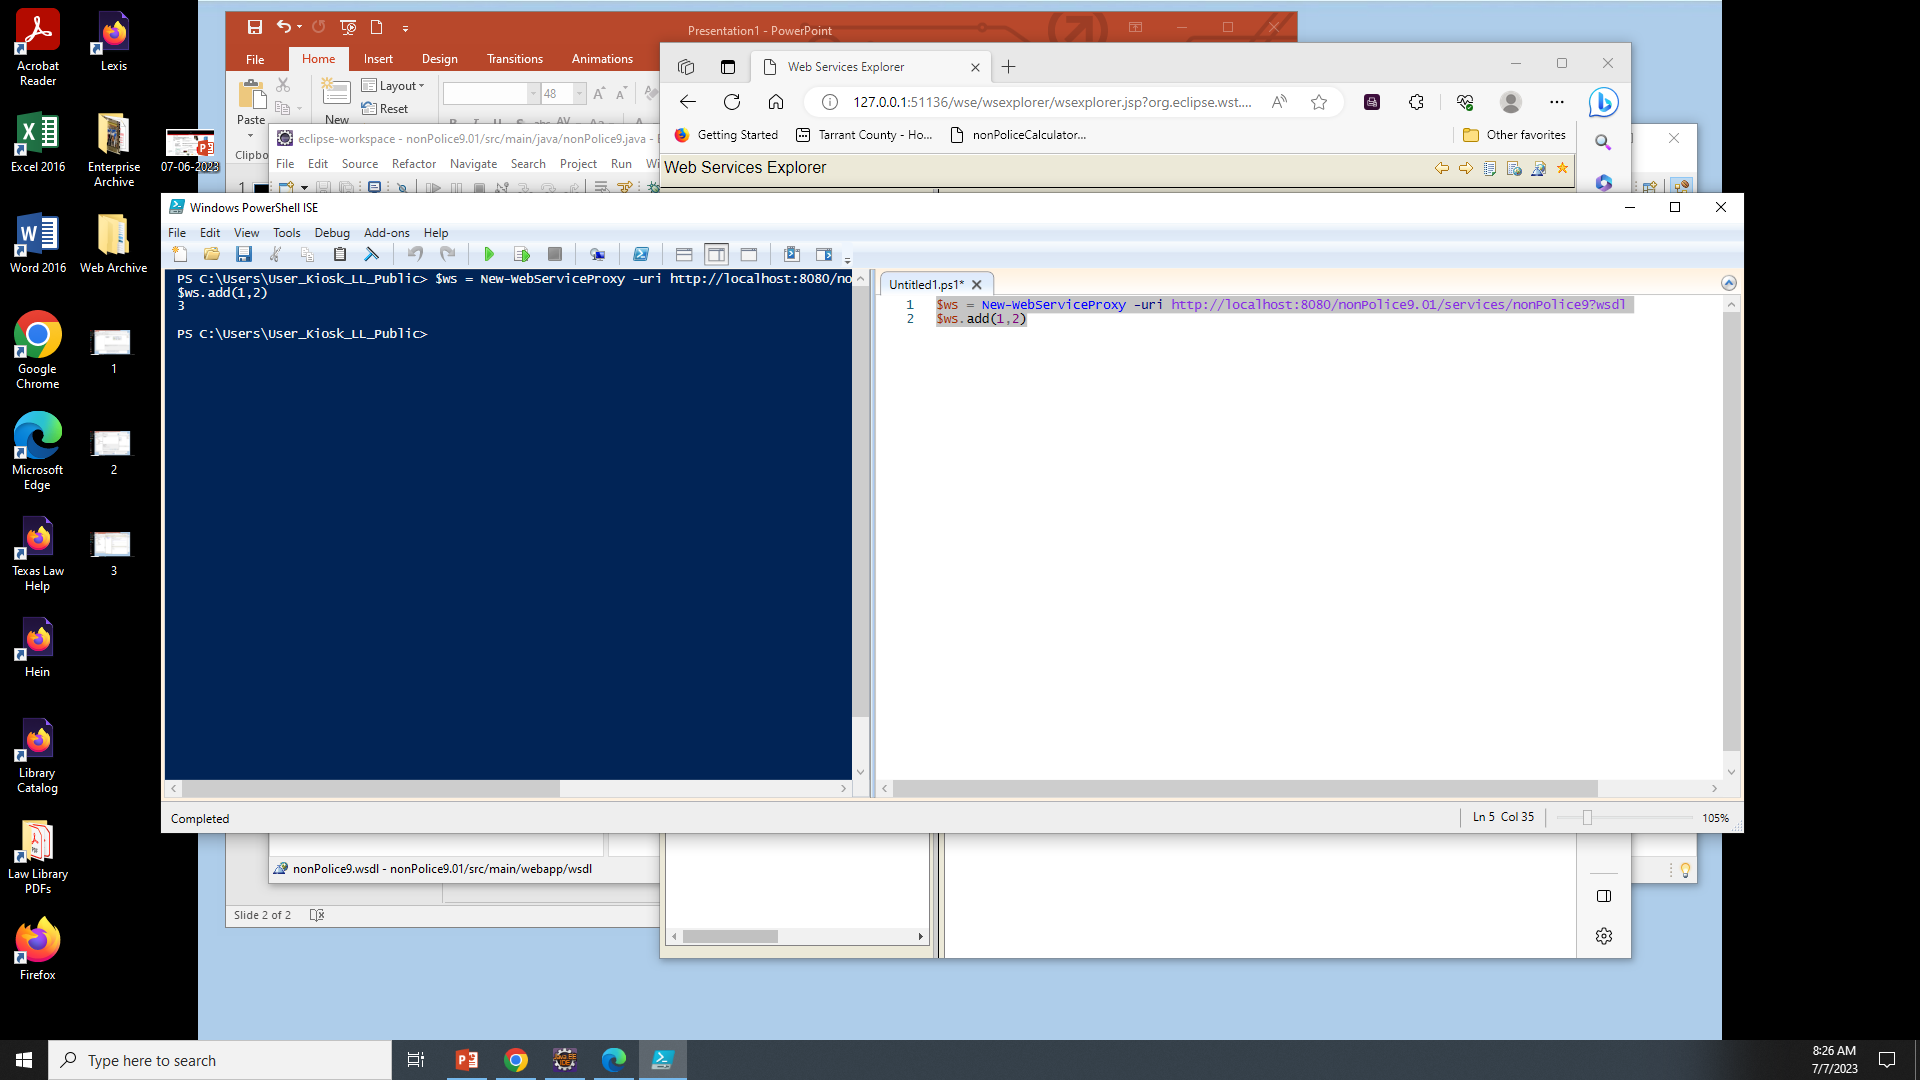 Acrobat Reader
Lexis
Excel 2016
Enterprise Archive
07-06-2023
Word 2016
Web Archive
Google Chrome
1
Microsoft Edge
2
Texas Law Help
3
Hein
Library Catalog
Law Library PDFs
Firefox
Presentation1 - PowerPoint
File Home Insert Design Transitions Animations
Paste
New
Layout
Reset
48
Clipbo
1
Slide 2 of 2
eclipse-workspace - nonPolice9.01/src/main/java/nonPolice9.java - E
File Edit Source Refactor Navigate Search Project Run Wi
nonPolice9.wsdl - nonPolice9.01/src/main/webapp/wsdl
Web Services Explorer
127.0.0.1:51136/wse/wsexplorer/wsexplorer.jsp?org.eclipse.wst....
Getting Started
Tarrant County - Ho...
nonPoliceCalculator...
Other favorites
Web Services Explorer
Windows PowerShell ISE
File Edit View Tools Debug Add-ons Help
PS C:\Users\User_Kiosk_LL_Public> $ws = New-WebServiceProxy -uri http://localhost:8080/no
$ws.add(1,2)
3
PS C:\Users\User_Kiosk_LL_Public>
Untitled1.ps1*
1 $ws = New-WebServiceProxy -uri http://localhost:8080/nonPolice9.01/services/nonPolice9?wsdl
2 $ws.add(1,2)
Completed
Ln 5 Col 35
105%
Type here to search
8:26 AM
7/7/2023